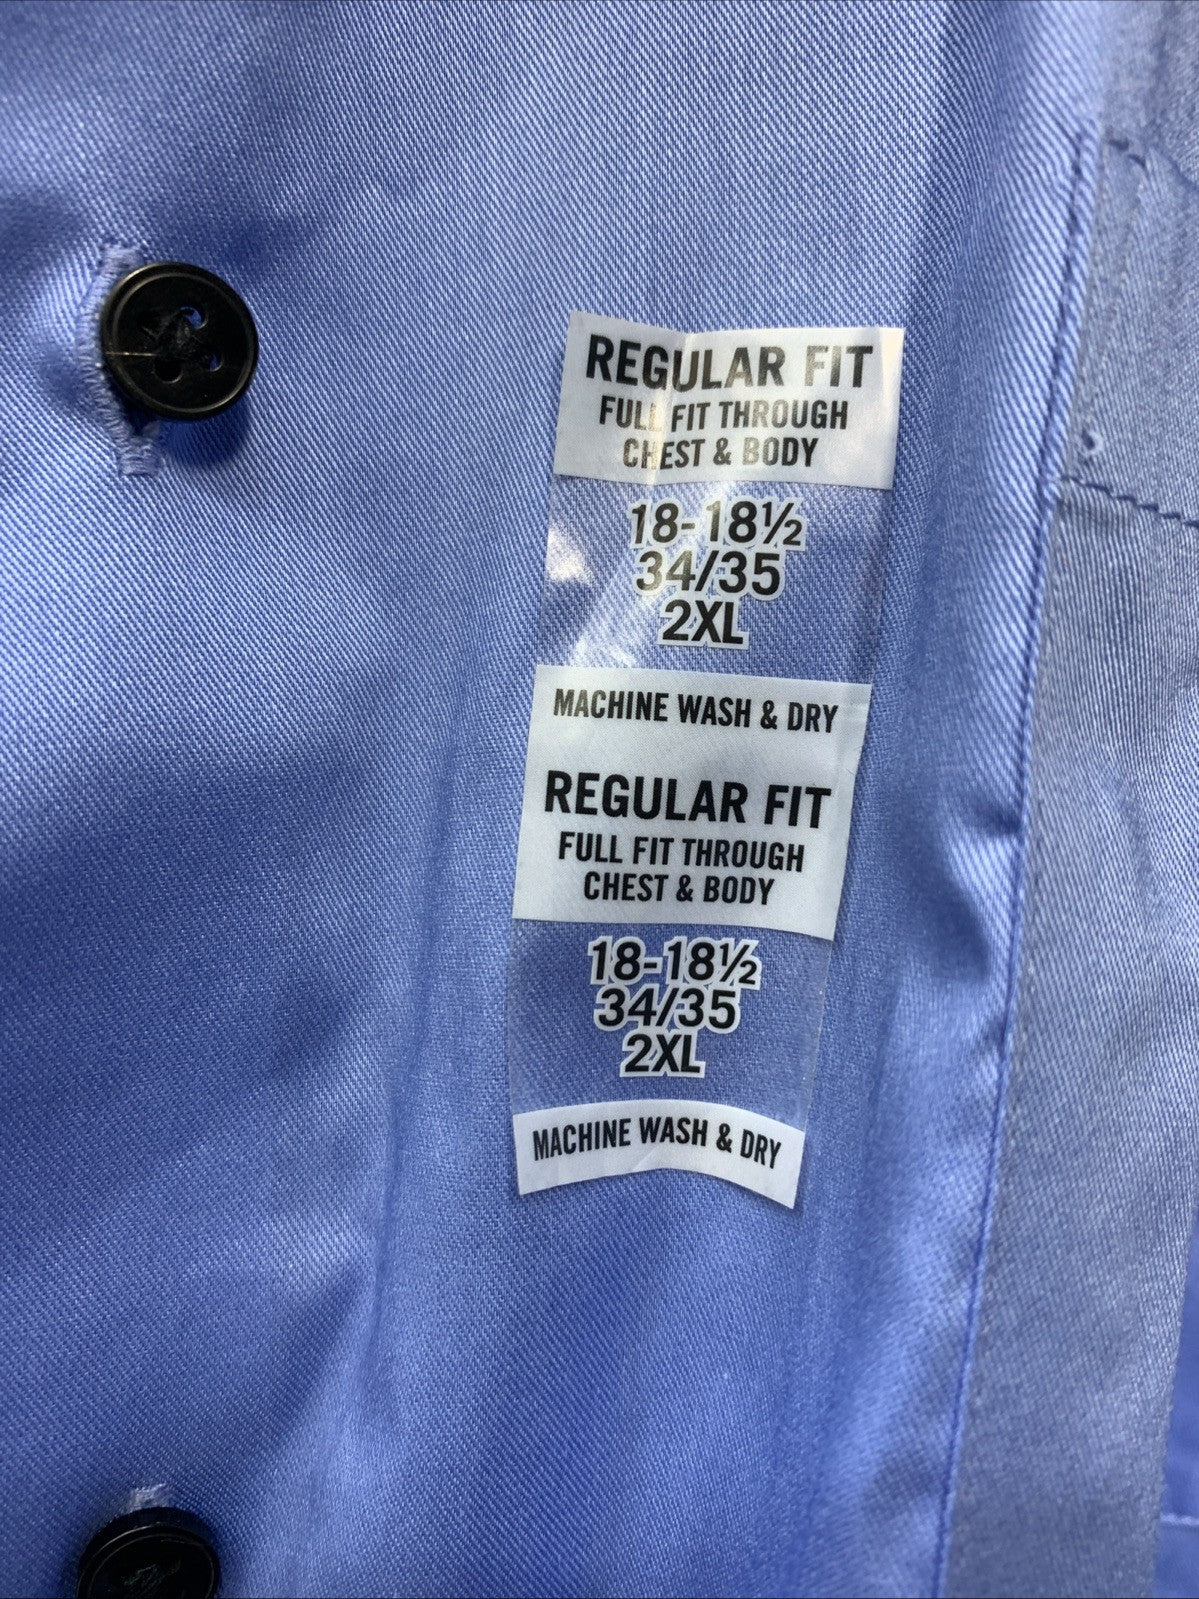 REGULAR FIT
FULL FIT THROUGH
CHEST & BODY
18-18½
34/35
2XL
MACHINE WASH & DRY
REGULAR FIT
FULL FIT THROUGH
CHEST & BODY
18-18½
34/35
2XL
MACHINE WASH & DRY